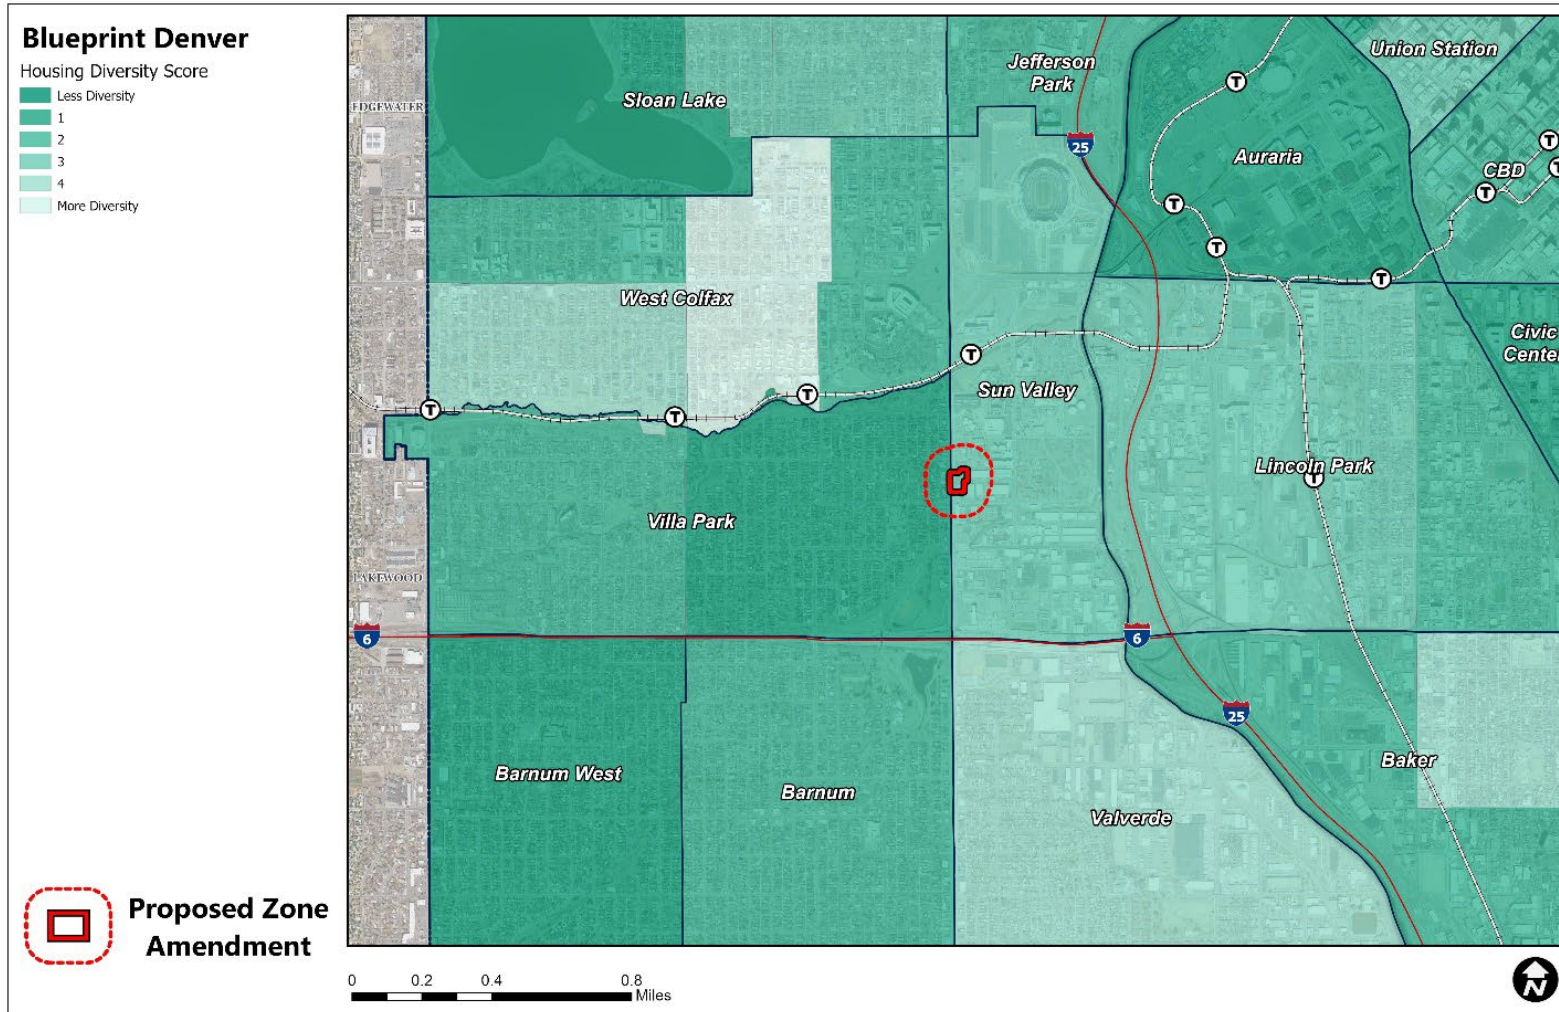 Blueprint Denver
Housing Diversity Score
Less Diversity
1
2
3
4
More Diversity
Proposed Zone
Amendment
EDGEWATER
Sloan Lake
Jefferson
Park
Union Station
25
Auraria
CBD
T
T
T
T
T
T
T
West Colfax
Civic
Cente
T
T
T
T
Sun Valley
Lincoln Park
T
Villa Park
LAKEWOOD
6
6
25
Barnum West
Barnum
Valverde
Baker
0 0.2 0.4 0.8
Miles
N